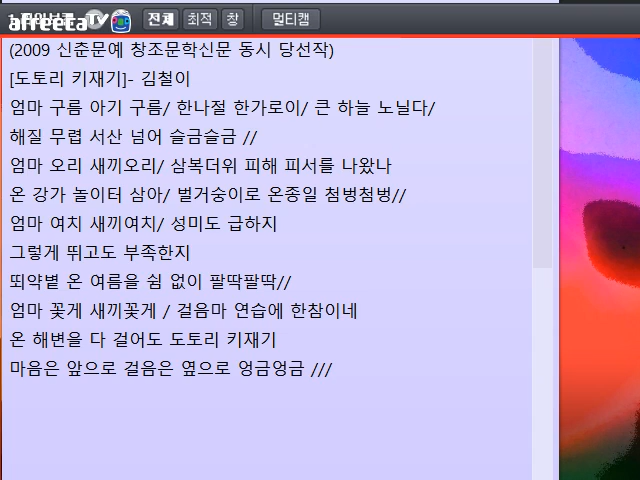 afreeca TV 전체 최적 창 멀티캠
(2009 신춘문예 창조문학신문 동시 당선작)
[도토리 키재기]- 김철이
엄마 구름 아기 구름/ 한나절 한가로이/ 큰 하늘 노닐다/
해질 무렵 서산 넘어 슬금슬금 //
엄마 오리 새끼오리/ 삼복더위 피해 피서를 나왔나
온 강가 놀이터 삼아/ 벌거숭이로 온종일 첨벙첨벙//
엄마 여치 새끼여치/ 성미도 급하지
그렇게 뛰고도 부족한지
뙤약볕 온 여름을 쉼 없이 팔딱팔딱//
엄마 꽃게 새끼꽃게 / 걸음마 연습에 한참이네
온 해변을 다 걸어도 도토리 키재기
마음은 앞으로 걸음은 옆으로 엉금엉금 ///